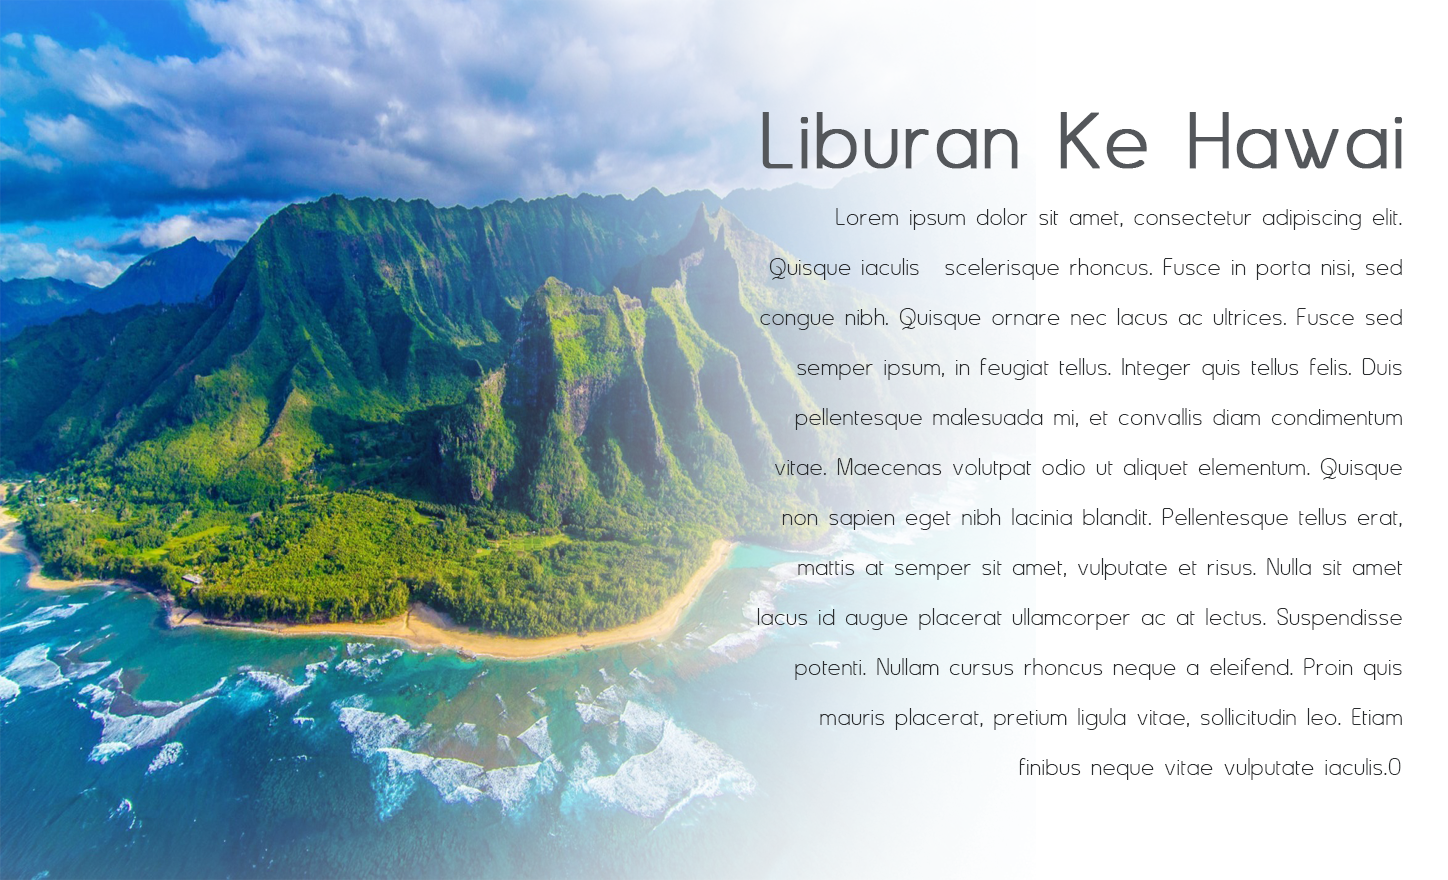 Liburan Ke Hawai
Lorem ipsum dolor sit amet, consectetur adipiscing elit.
Quisque iaculis scelerisque rhoncus. Fusce in porta nisi, sed
congue nibh. Quisque ornare nec lacus ac ultrices. Fusce sed
semper ipsum, in feugiat tellus. Integer quis tellus felis. Duis
pellentesque malesuada mi, et convallis diam condimentum
vitae. Maecenas volutpat odio ut aliquet elementum. Quisque
non sapien eget nibh lacinia blandit. Pellentesque tellus erat,
mattis at semper sit amet, vulputate et risus. Nulla sit amet
lacus id augue placerat ullamcorper ac at lectus. Suspendisse
potenti. Nullam cursus rhoncus neque a eleifend. Proin quis
mauris placerat, pretium ligula vitae, sollicitudin leo. Etiam
finibus neque vitae vulputate iaculis.0